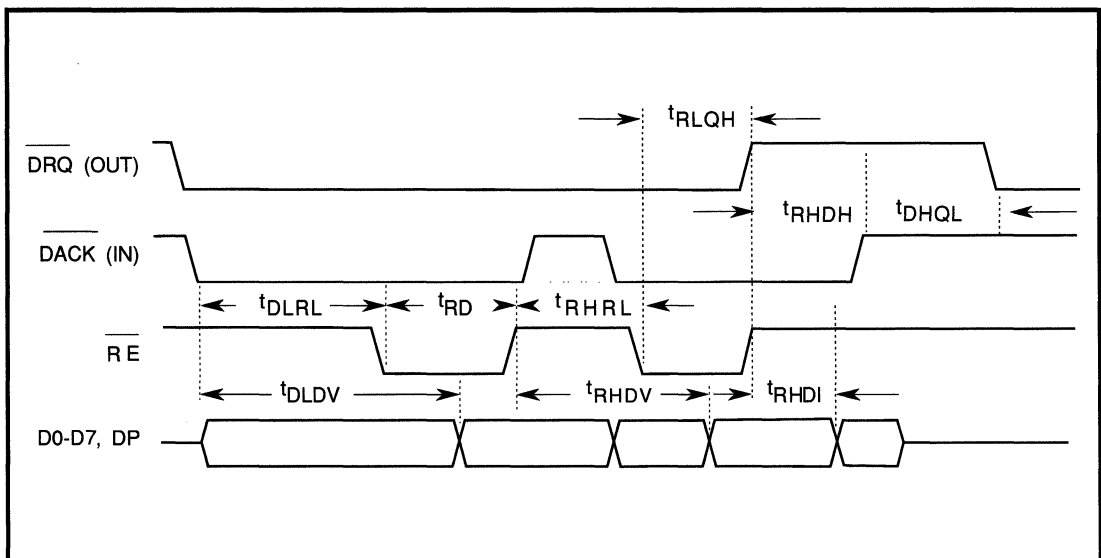 tRLQH
DRQ (OUT)
tRHDH tDHQL
DACK (IN)
tDLRL tRD tRHRL
RE
tDLDV tRHDV tRHDI
D0-D7, DP